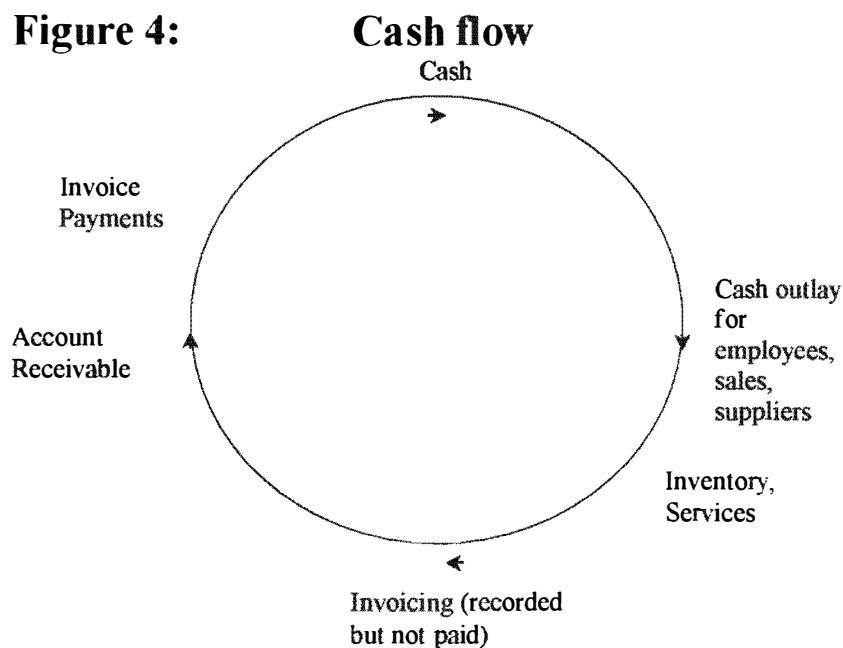 Figure 4: Cash flow
Cash
Invoice
Payments
Cash outlay
for
employees,
sales,
suppliers
Account
Receivable
Inventory,
Services
Invoicing (recorded
but not paid)